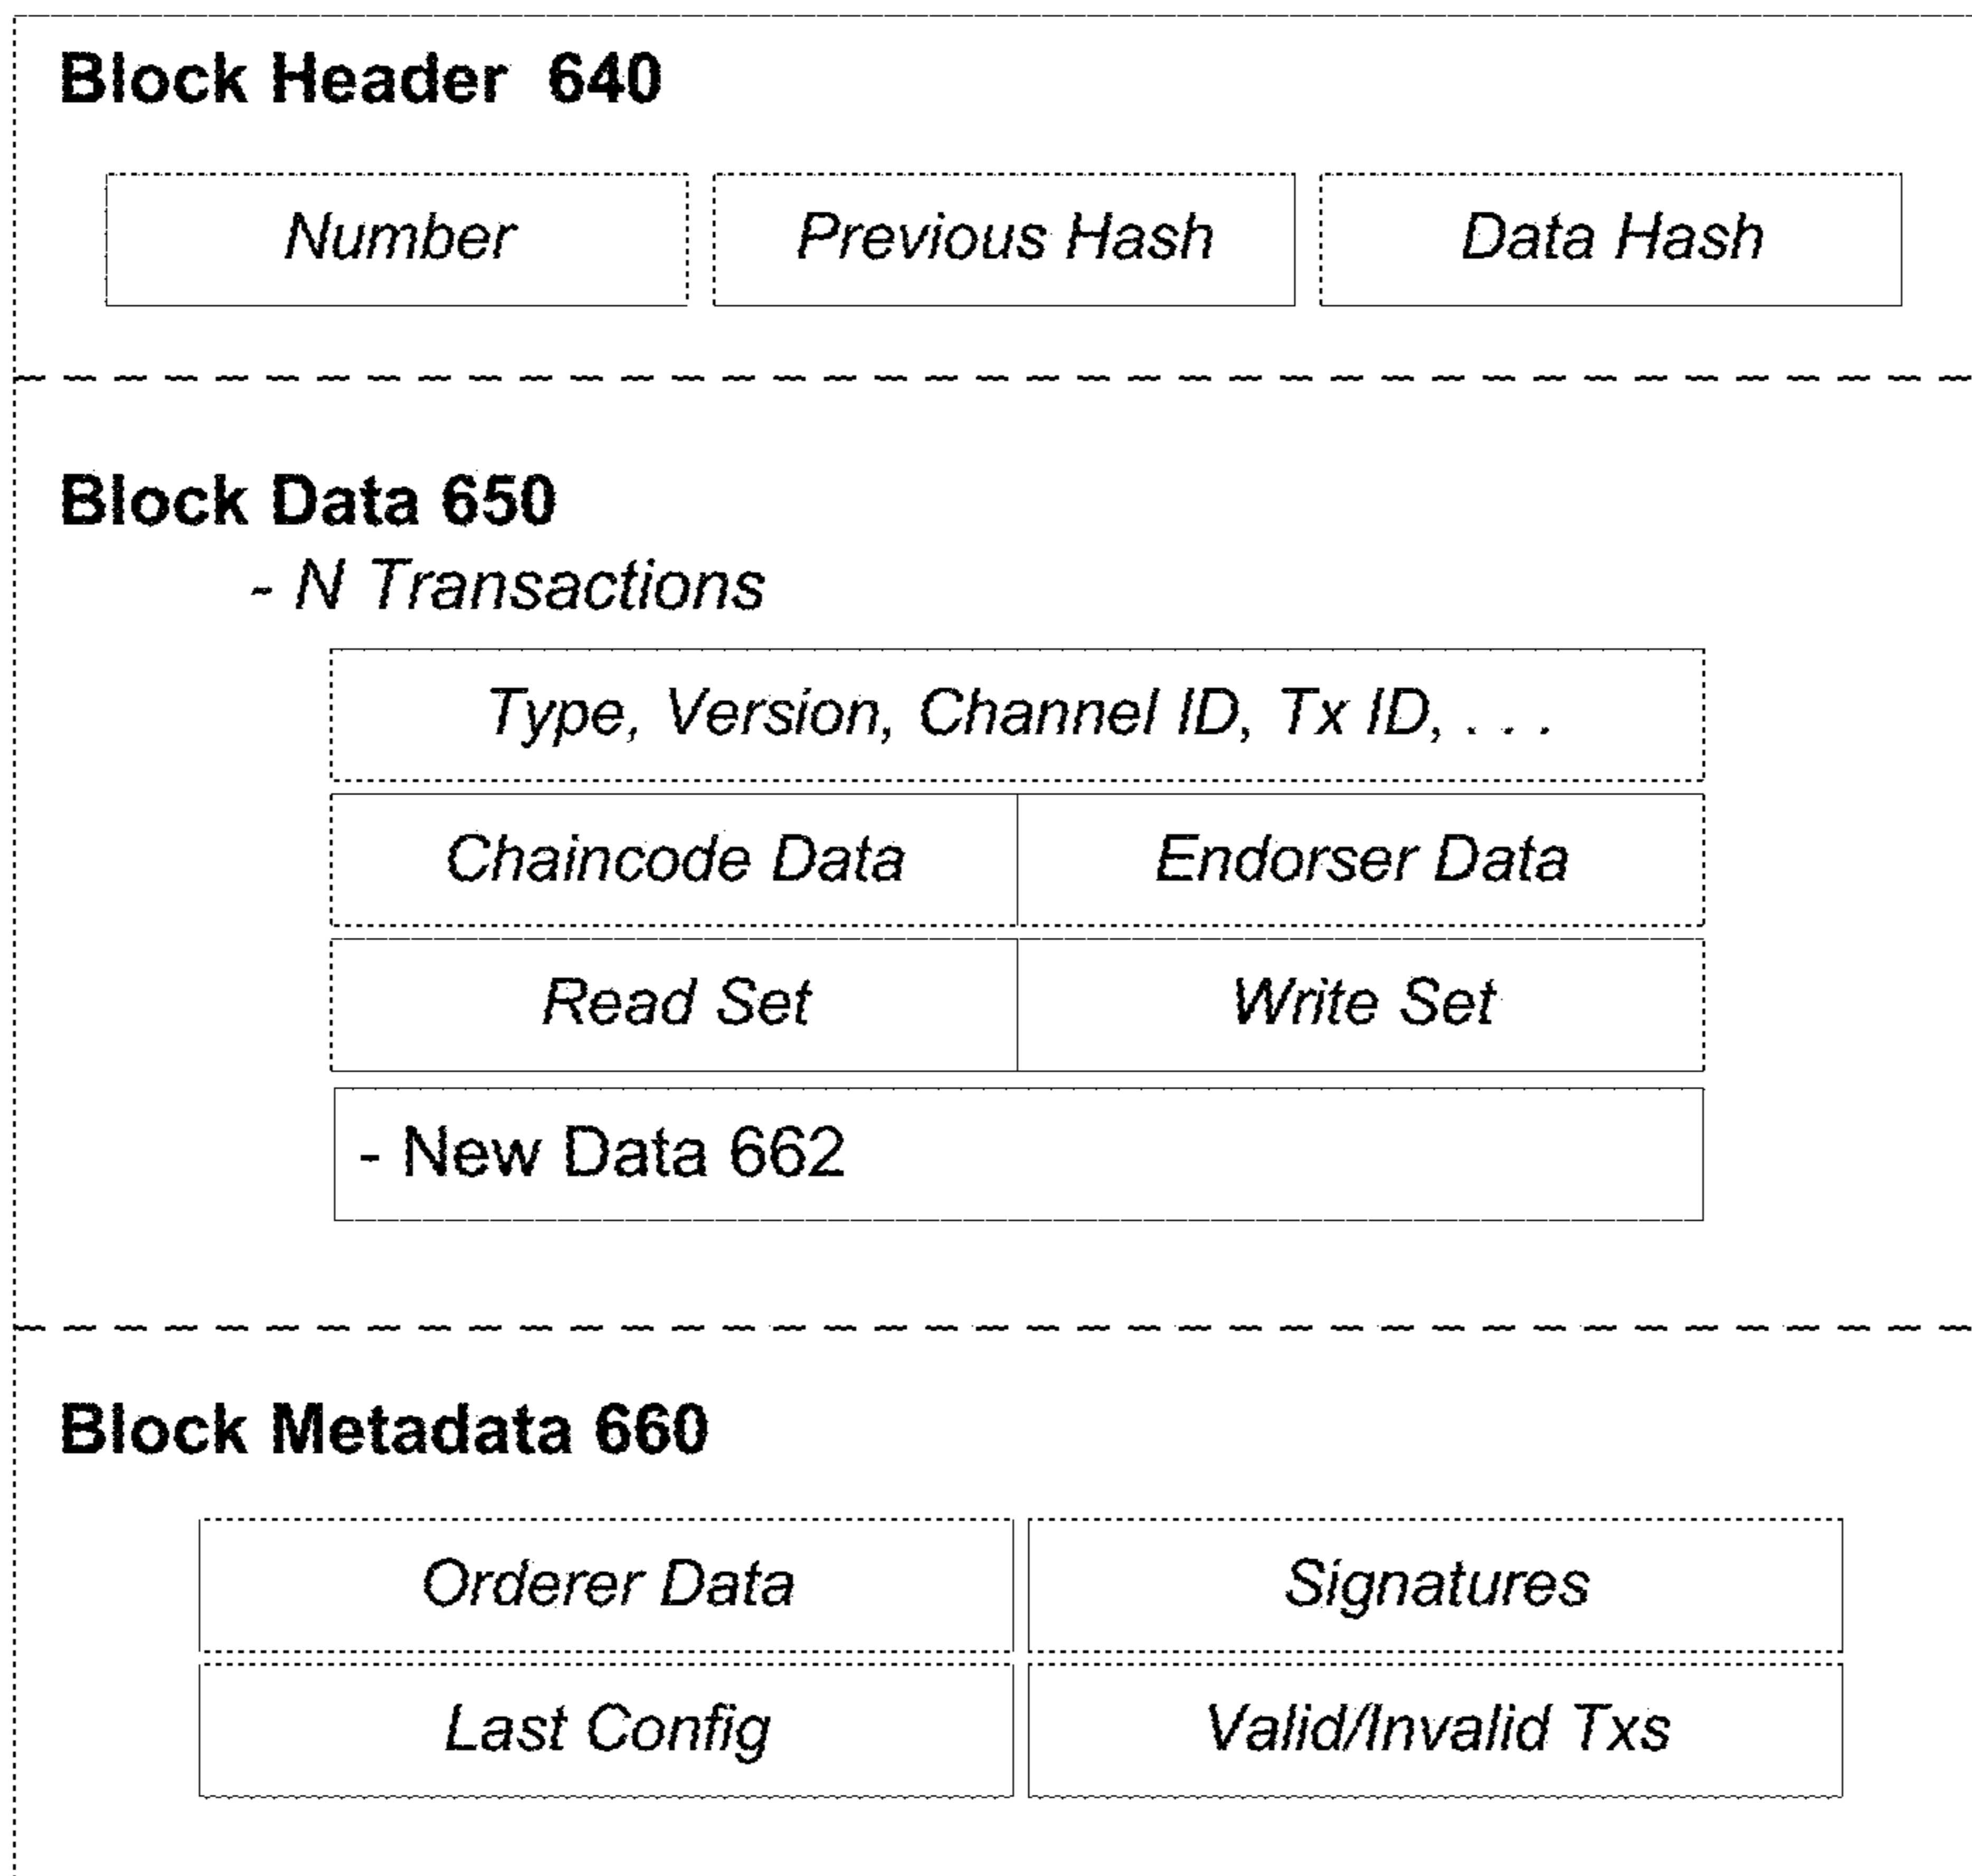 Block Header 640
Number Previous Hash Data Hash
Block Data 650
- N Transactions
Type, Version, Channel ID, Tx ID, . . .
Chaincode Data Endorser Data
Read Set Write Set
- New Data 662
Block Metadata 660
Orderer Data Signatures
Last Config Valid/Invalid Txs